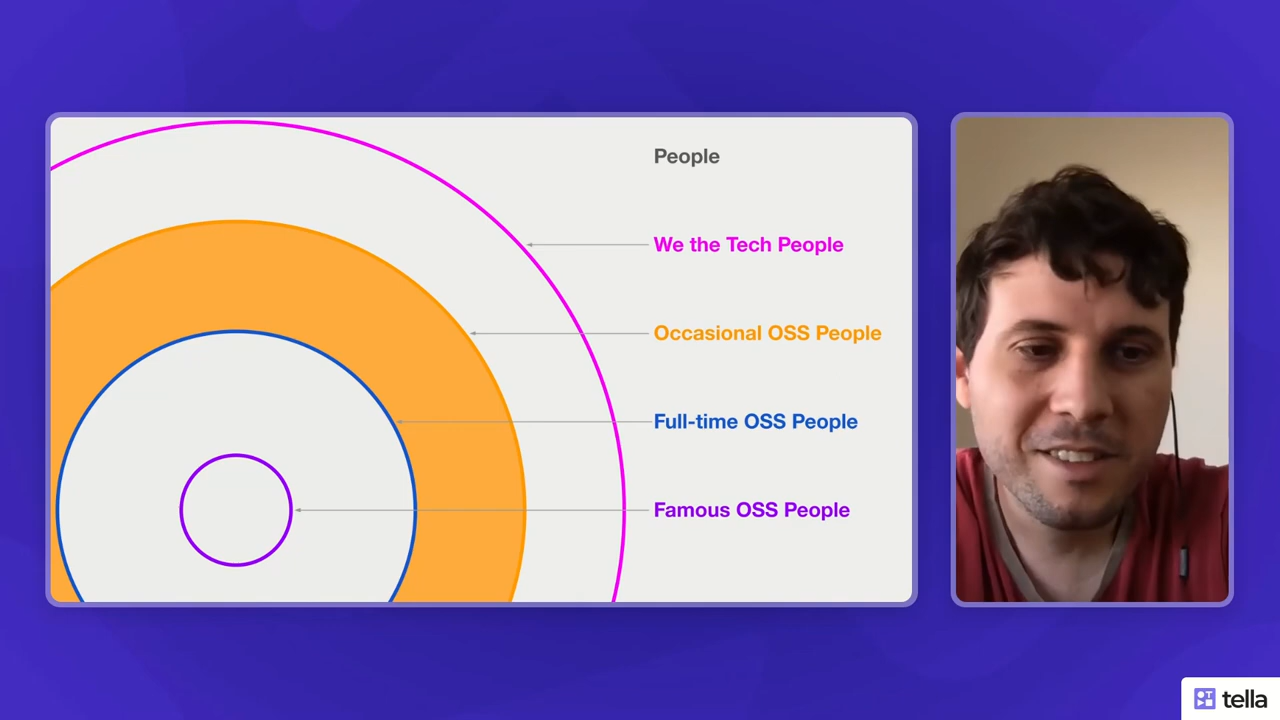 People
We the Tech People
Occasional OSS People
Full-time OSS People
Famous OSS People
tella